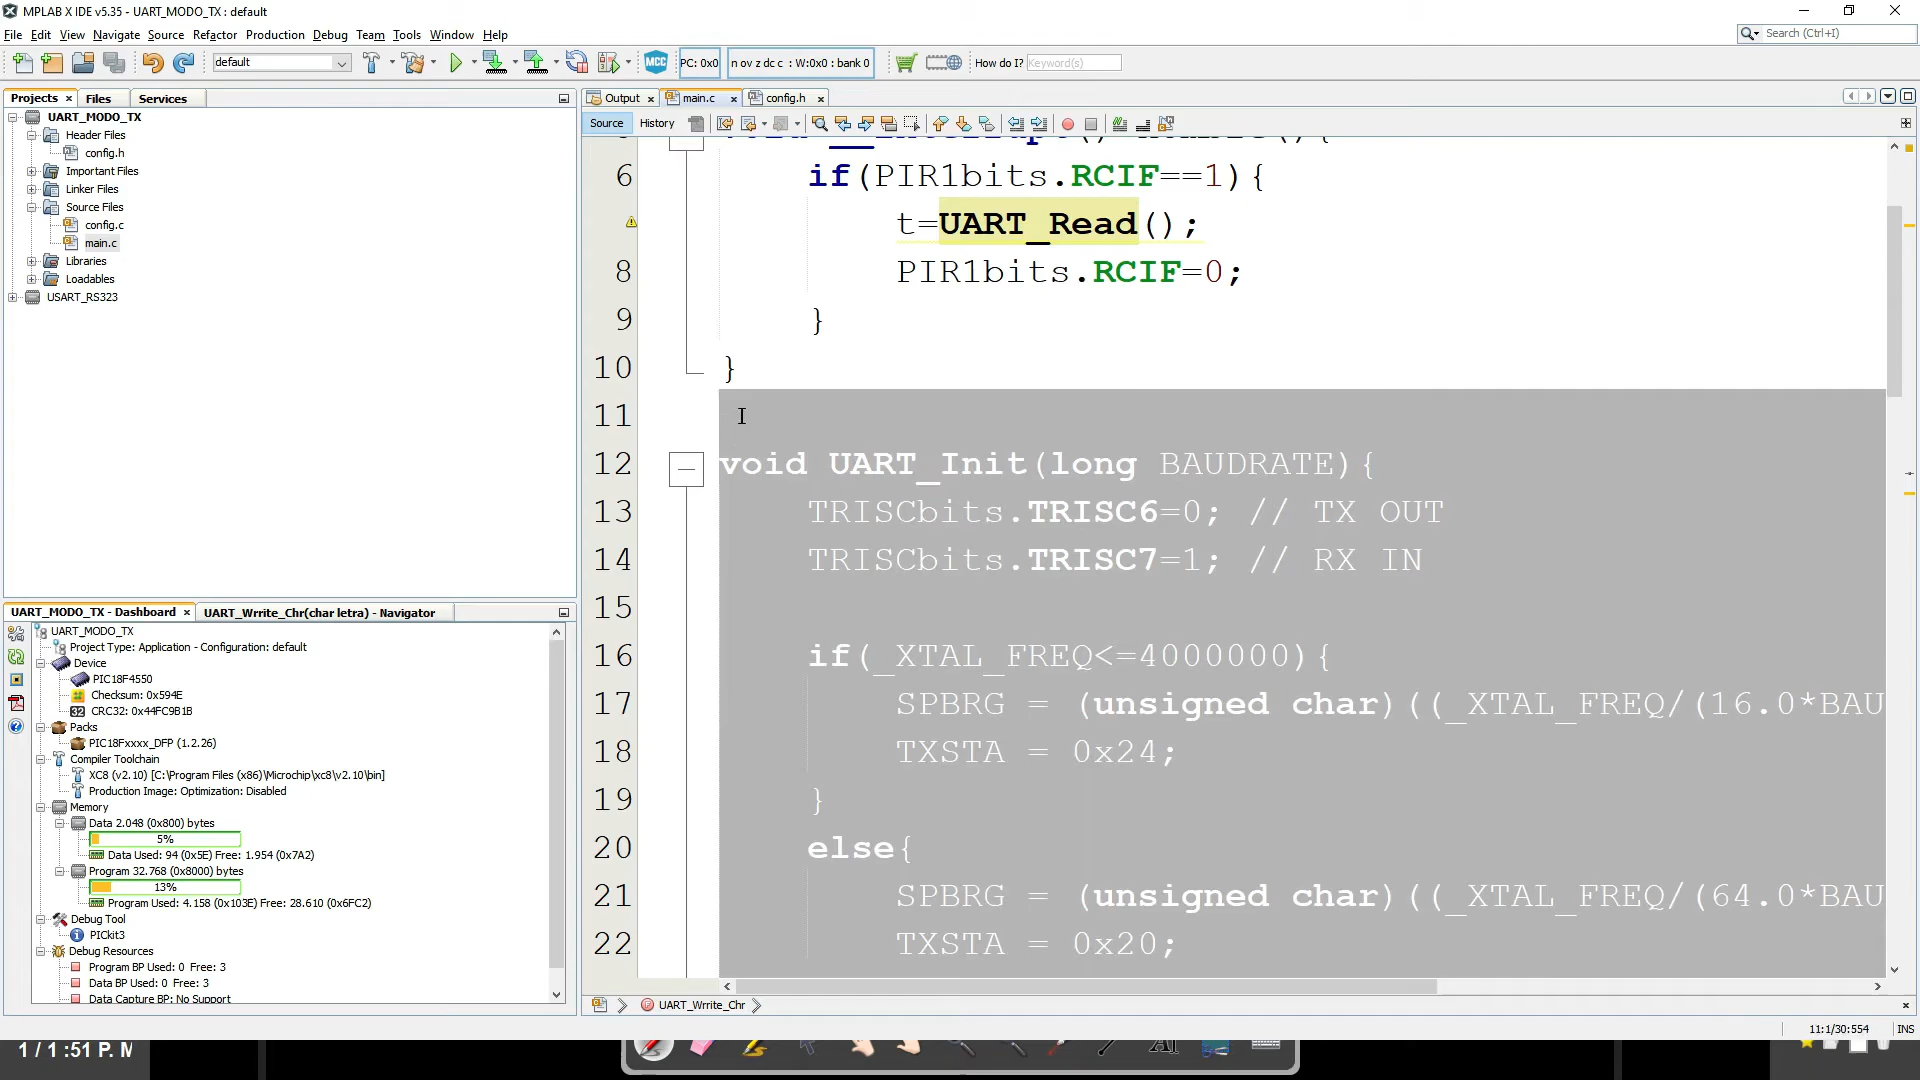 MPLAB X IDE v5.35 - UART_MODO_TX : default
File Edit View Navigate Source Refactor Production Debug Team Tools Window Help
Search (Ctrl+I)
default
MCC
PC: 0x0
n ov z dc c : W:0x0 : bank 0
How do I? Keyword(s)
Projects × Files Services
Output × main.c × config.h ×
Source History
UART_MODO_TX
Header Files
config.h
Important Files
Linker Files
Source Files
config.c
main.c
Libraries
Loadables
USART_RS323
6 if(PIR1bits.RCIF==1){
t=UART_Read();
8 PIR1bits.RCIF=0;
9 }
10 }
11
12 void UART_Init(long BAUDRATE){
13 TRISCbits.TRISC6=0; // TX OUT
14 TRISCbits.TRISC7=1; // RX IN
15
16 if(_XTAL_FREQ<=4000000){
17 SPBRG = (unsigned char)((_XTAL_FREQ/(16.0*BAU
18 TXSTA = 0x24;
19 }
20 else{
21 SPBRG = (unsigned char)((_XTAL_FREQ/(64.0*BAU
22 TXSTA = 0x20;
UART_MODO_TX - Dashboard × UART_Wrrite_Chr(char letra) - Navigator
UART_MODO_TX
Project Type: Application - Configuration: default
Device
PIC18F4550
Checksum: 0x594E
32 CRC32: 0x44FC9B1B
Packs
PIC18Fxxxx_DFP (1.2.26)
Compiler Toolchain
XC8 (v2.10) [C:\Program Files (x86)\Microchip\xc8\v2.10\bin]
Production Image: Optimization: Disabled
Memory
Data 2.048 (0x800) bytes
5%
Data Used: 94 (0x5E) Free: 1.954 (0x7A2)
Program 32.768 (0x8000) bytes
13%
Program Used: 4.158 (0x103E) Free: 28.610 (0x6FC2)
Debug Tool
PICkit3
Debug Resources
Program BP Used: 0 Free: 3
Data BP Used: 0 Free: 3
Data Capture BP: No Support
UART_Wrrite_Chr
11:1/30:554 INS
1 / 1 :51 P. M